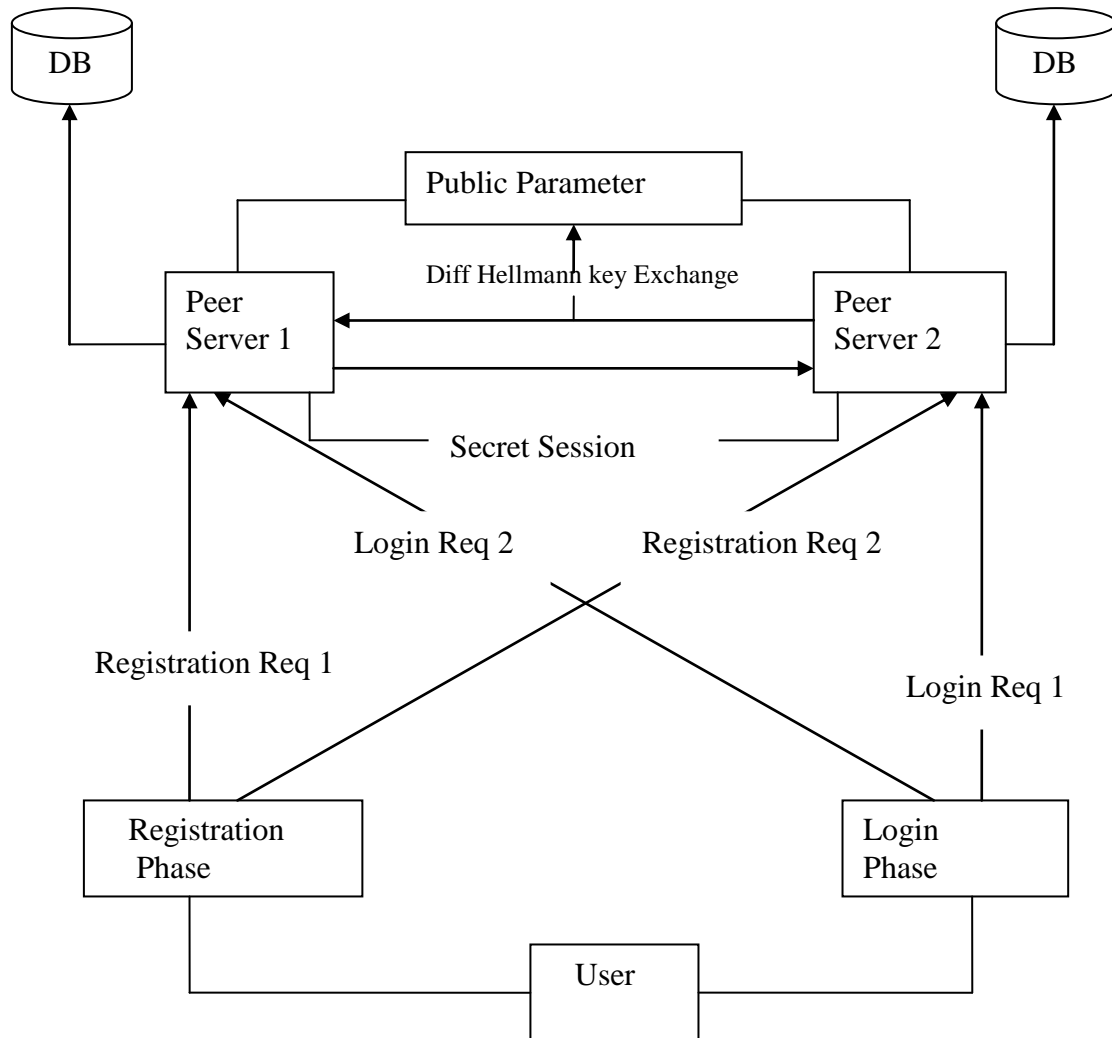 DB
DB
Public Parameter
Diff Hellmann key Exchange
Peer
Server 1
Peer
Server 2
Secret Session
Login Req 2
Registration Req 2
Registration Req 1
Login Req 1
Registration
Phase
Login
Phase
User